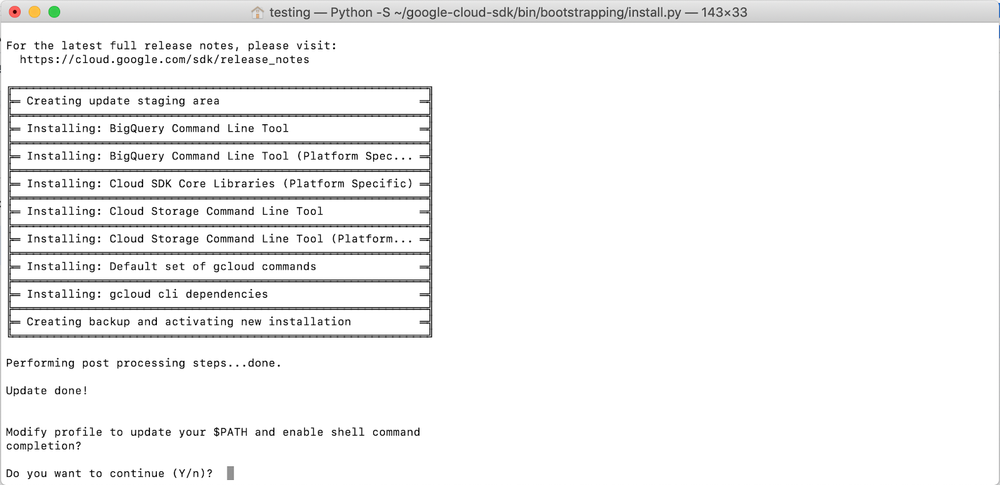 testing — Python -S ~/google-cloud-sdk/bin/bootstrapping/install.py — 143×33
For the latest full release notes, please visit:
https://cloud.google.com/sdk/release_notes
Creating update staging area
Installing: BigQuery Command Line Tool
Installing: BigQuery Command Line Tool (Platform Spec...
Installing: Cloud SDK Core Libraries (Platform Specific)
Installing: Cloud Storage Command Line Tool
Installing: Cloud Storage Command Line Tool (Platform...
Installing: Default set of gcloud commands
Installing: gcloud cli dependencies
Creating backup and activating new installation
Performing post processing steps...done.
Update done!
Modify profile to update your $PATH and enable shell command
completion?
Do you want to continue (Y/n)?